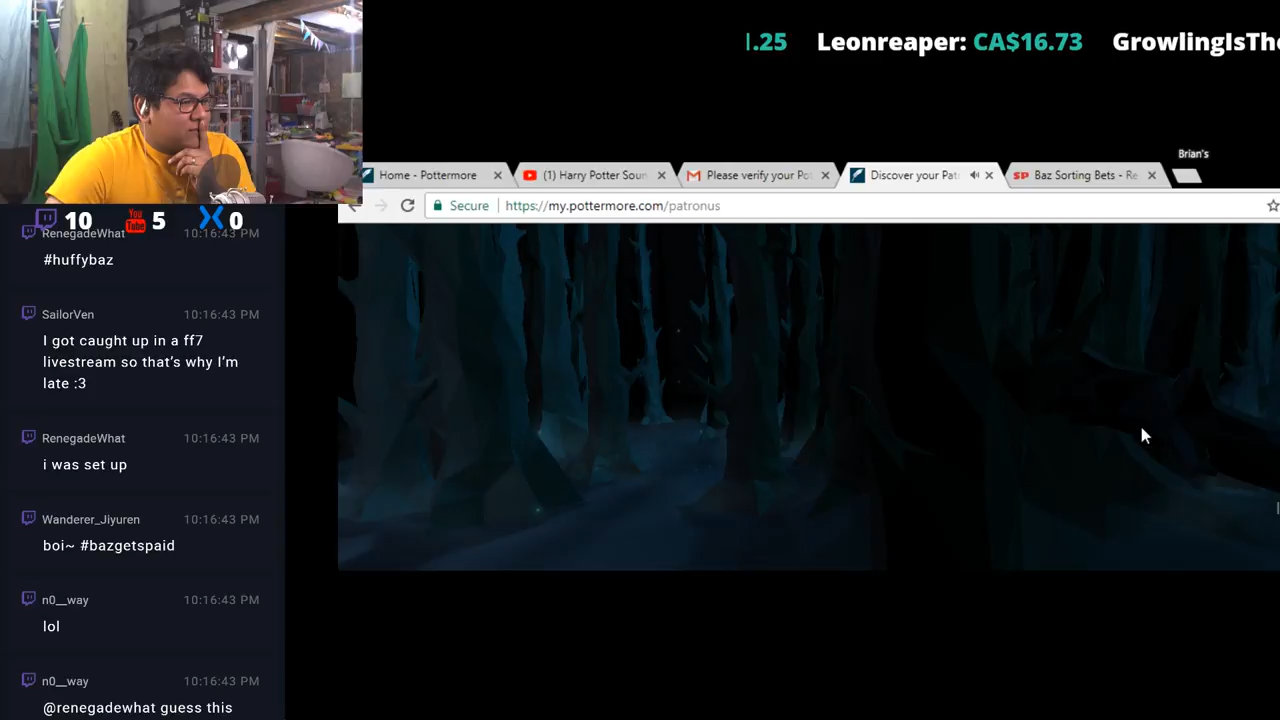 .25 Leonreaper: CA$16.73 GrowlingIsTh
Brian's
Home - Pottermore
(1) Harry Potter Soun
Please verify your Po
Discover your Pat
Baz Sorting Bets - Re
Secure https://my.pottermore.com/patronus
10 You Tube 5 0
RenegadeWhat 10:16:43 PM
#huffybaz
SailorVen 10:16:43 PM
I got caught up in a ff7
livestream so that's why I'm
late :3
RenegadeWhat 10:16:43 PM
i was set up
Wanderer_Jiyuren 10:16:43 PM
boi~ #bazgetspaid
n0__way 10:16:43 PM
lol
n0__way 10:16:43 PM
@renegadewhat guess this